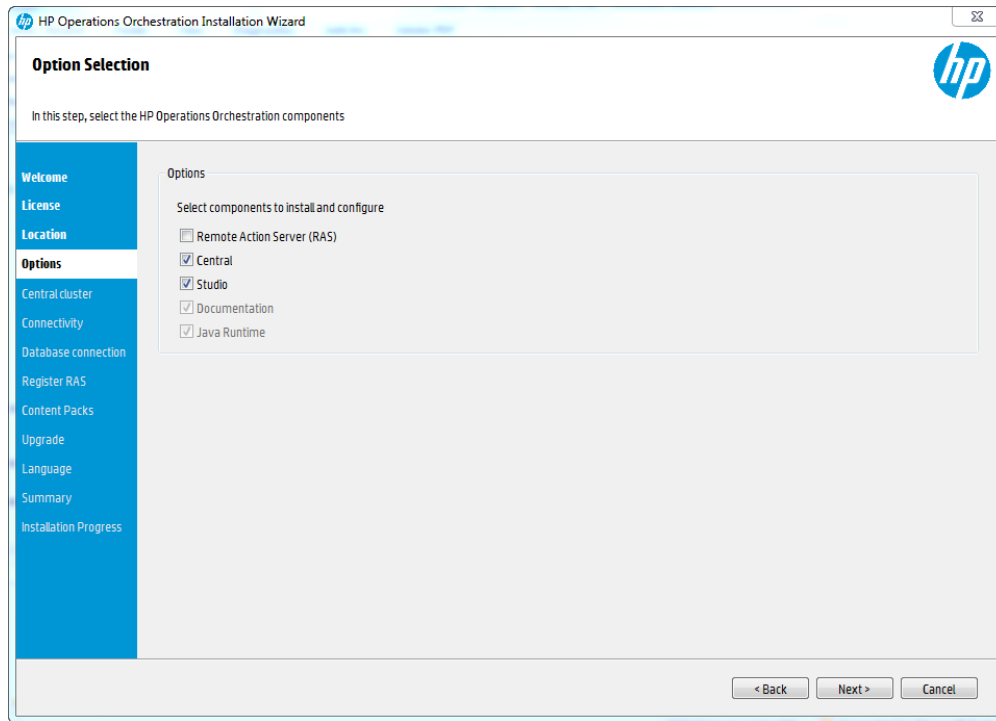 HP Operations Orchestration Installation Wizard
Option Selection
In this step, select the HP Operations Orchestration components
hp
Welcome
License
Location
Options
Central cluster
Connectivity
Database connection
Register RAS
Content Packs
Upgrade
Language
Summary
Installation Progress
Options
Select components to install and configure
Remote Action Server (RAS)
Central
Studio
Documentation
Java Runtime
< Back
Next >
Cancel